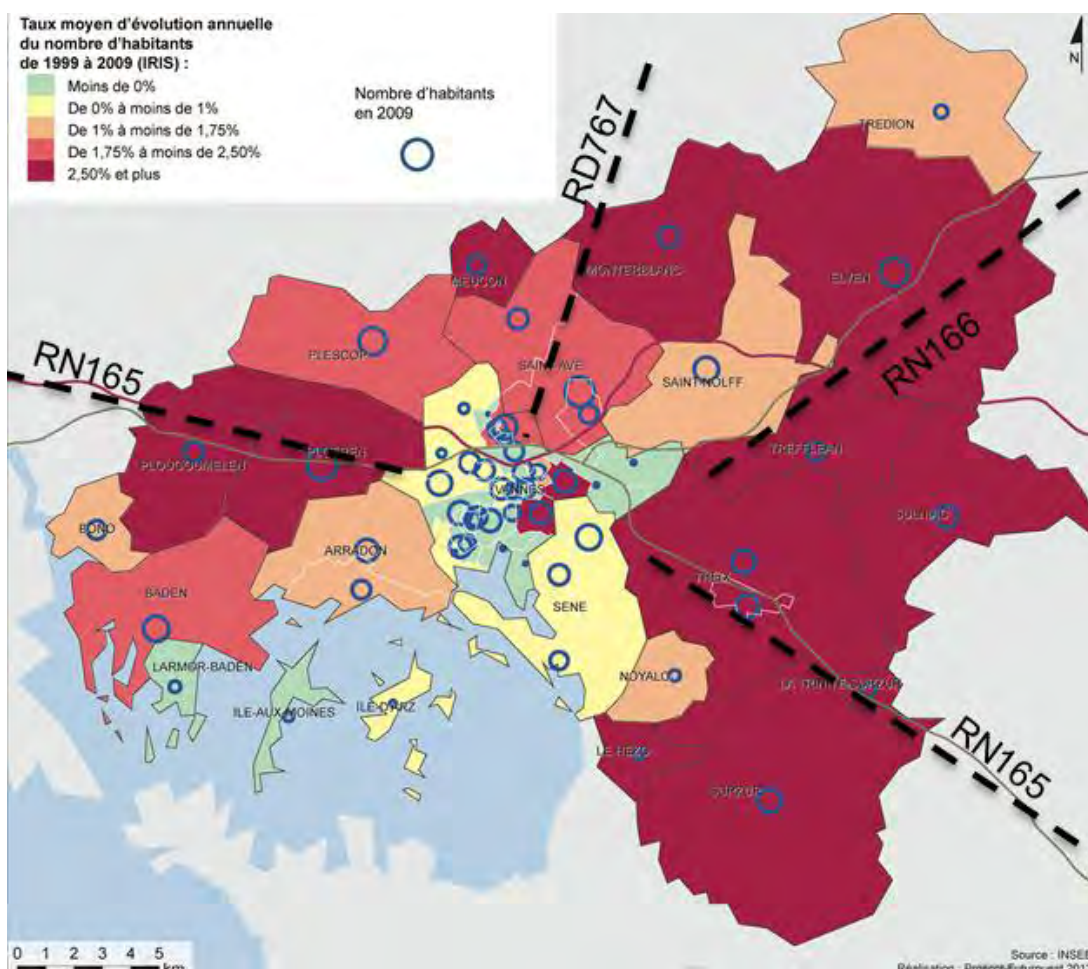 Taux moyen d'évolution annuelle
du nombre d'habitants
de 1999 à 2009 (IRIS) :
Moins de 0%
De 0% à moins de 1%
De 1% à moins de 1,75%
De 1,75% à moins de 2,50%
2,50% et plus
Nombre d'habitants
en 2009
N
RD767
TREDION
MONTERBLANC
ELVEN
MEUCON
RN166
PLESCOP
SAINT-AVE
SAINT-NOLFF
RN165
TREFFLEAN
PLOUGOUMELEN
PLOEREN
VANNES
SULNIAC
BONO
ARRADON
TREIX
BADEN
SENE
LARMOR-BADEN
NOYALO
LA TRINITE-SURZUR
ILE-AUX-MOINES
ILE-D'ARZ
LE HEZO
RN165
SURZUR
0 1 2 3 4 5
km
Source : INSEE
Réalisation :